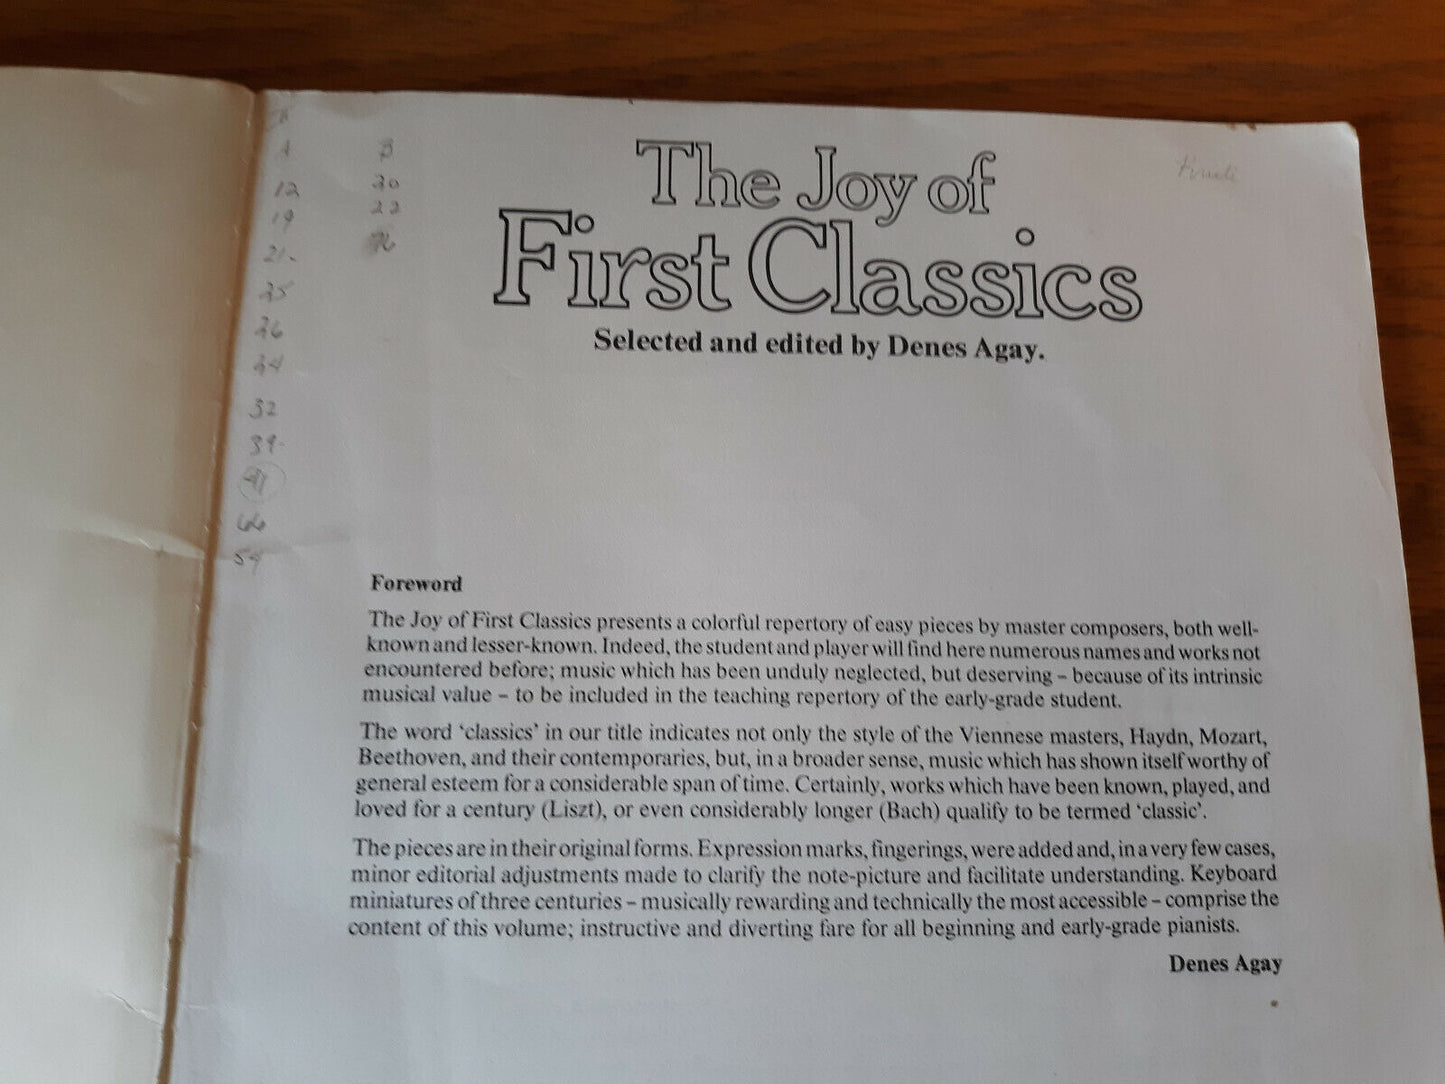 A
B
12
20
19
22
21-
The Joy of
First Classics
Selected and edited by Denes Agay.
32
39-
66
Foreword
The Joy of First Classics presents a colorful repertory of easy pieces by master composers, both well-
known and lesser-known. Indeed, the student and player will find here numerous names and works not
encountered before; music which has been unduly neglected, but deserving – because of its intrinsic
musical value – to be included in the teaching repertory of the early-grade student.
The word ‘classics’ in our title indicates not only the style of the Viennese masters, Haydn, Mozart,
Beethoven, and their contemporaries, but, in a broader sense, music which has shown itself worthy of
general esteem for a considerable span of time. Certainly, works which have been known, played, and
loved for a century (Liszt), or even considerably longer (Bach) qualify to be termed ‘classic’.
The pieces are in their original forms. Expression marks, fingerings, were added and, in a very few cases,
minor editorial adjustments made to clarify the note-picture and facilitate understanding. Keyboard
miniatures of three centuries – musically rewarding and technically the most accessible – comprise the
content of this volume; instructive and diverting fare for all beginning and early-grade pianists.
Denes Agay